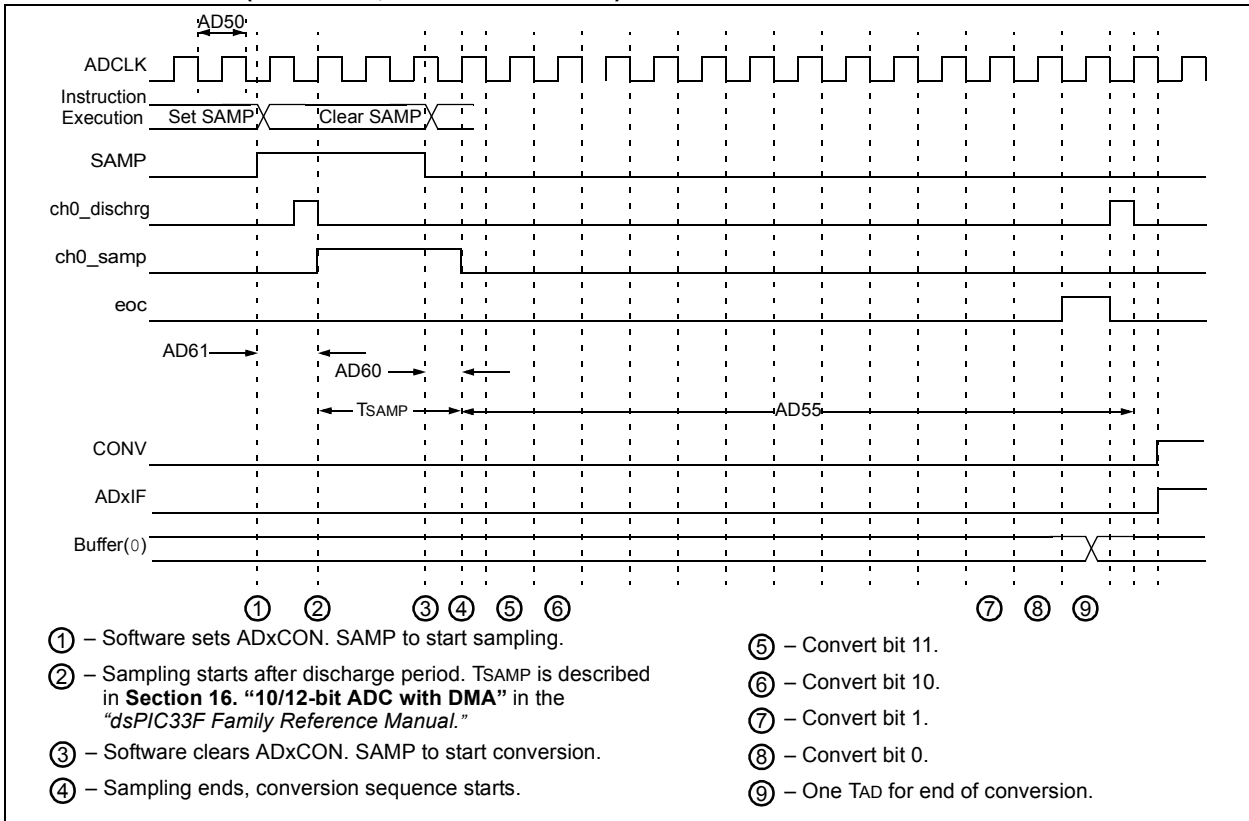 AD50
ADCLK
Instruction
Execution
Set SAMP
Clear SAMP
SAMP
ch0_dischrg
ch0_samp
eoc
AD61
AD60
TSAMP
AD55
CONV
ADxIF
Buffer(0)
1 2 3 4 5 6 7 8 9
1 – Software sets ADxCON. SAMP to start sampling.
2 – Sampling starts after discharge period. TSAMP is described
in Section 16. “10/12-bit ADC with DMA” in the
“dsPIC33F Family Reference Manual.”
3 – Software clears ADxCON. SAMP to start conversion.
4 – Sampling ends, conversion sequence starts.
5 – Convert bit 11.
6 – Convert bit 10.
7 – Convert bit 1.
8 – Convert bit 0.
9 – One TAD for end of conversion.